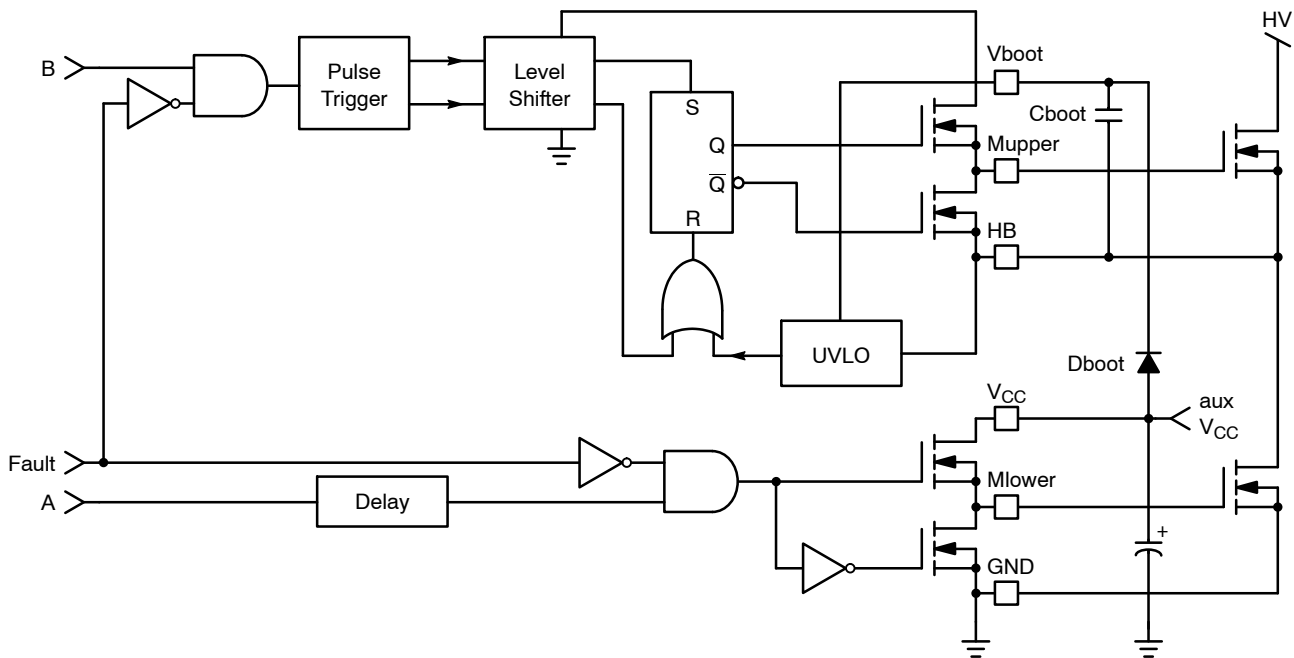 HV
B
Pulse
Trigger
Level
Shifter
Vboot
Cboot
S
Q
Mupper
Q
R
HB
UVLO
Dboot
VCC
aux
VCC
Fault
A
Delay
Mlower
+
GND